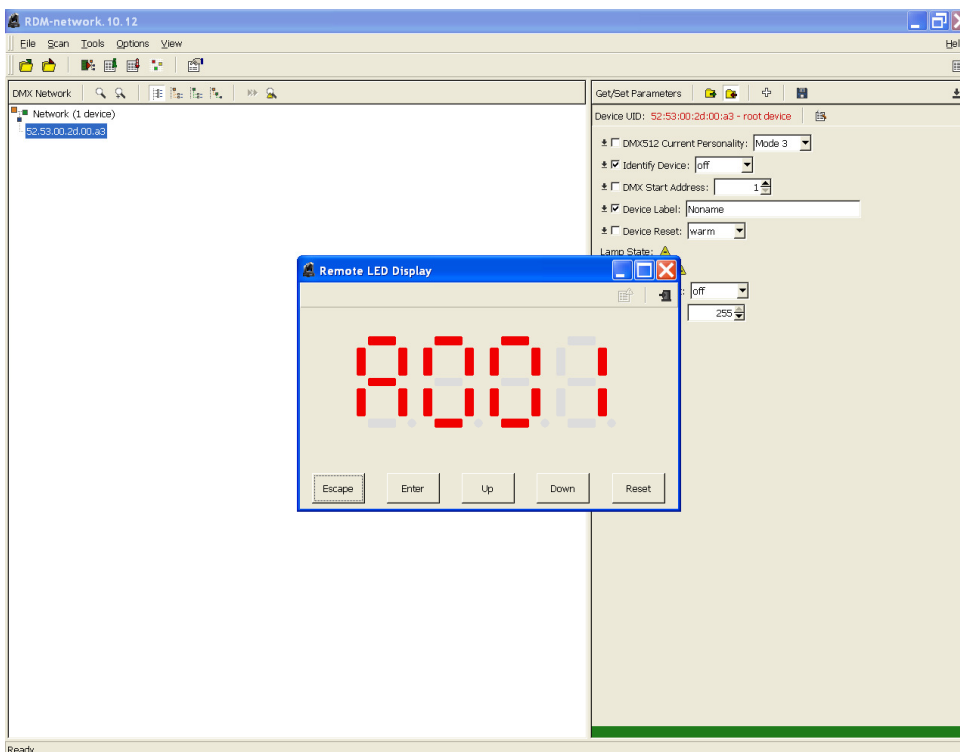 RDM-network.10.12
File Scan Tools Options View
DMX Network
Get/Set Parameters
Network (1 device)
52.53.00.2d.00.a3
Device UID: 52:53:00:2d:00:a3 - root device
DMX512 Current Personality: Mode 3
Identify Device: off
DMX Start Address: 1
Device Label: Noname
Device Reset: warm
Lamp State:
Remote LED Display
: off
255
A001
Escape Enter Up Down Reset
Ready